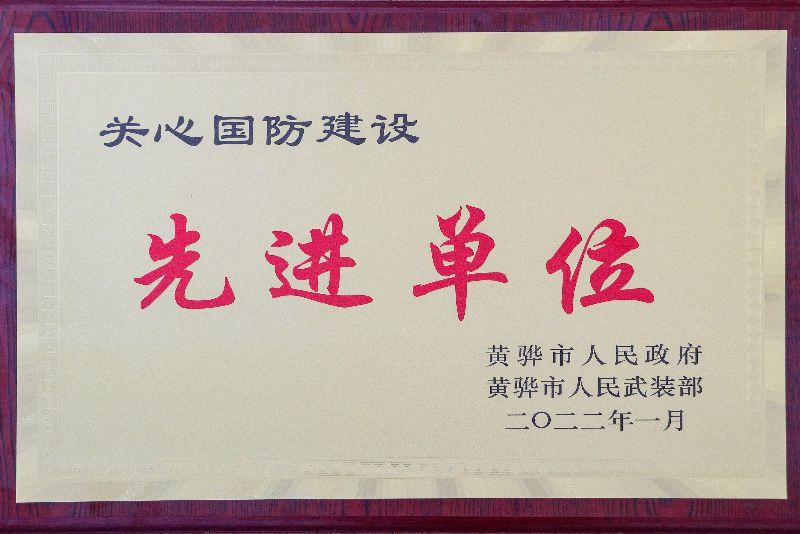 关心国防建设
先进单位
黄骅市人民政府
黄骅市人民武装部
二〇二二年一月